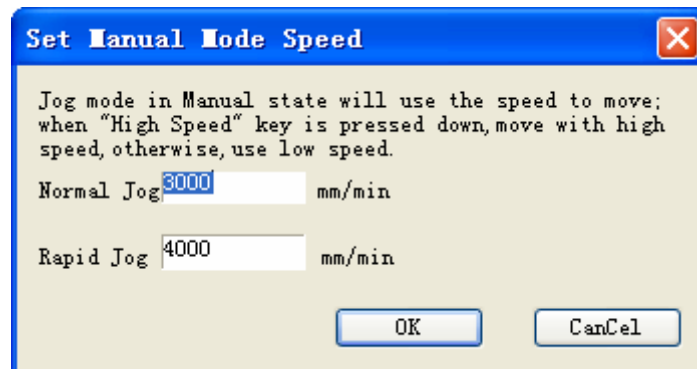 Set Manual Mode Speed
Jog mode in Manual state will use the speed to move;
when "High Speed" key is pressed down, move with high
speed, otherwise, use low speed.
Normal Jog 3000 mm/min
Rapid Jog 4000 mm/min
OK CanCel